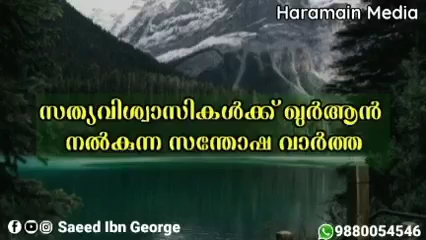 Haramain Media
സത്യവിശ്വാസികൾക്ക് ഖുർആൻ
നൽകുന്ന സന്തോഷ വാർത്ത
Saeed Ibn George
9880054546